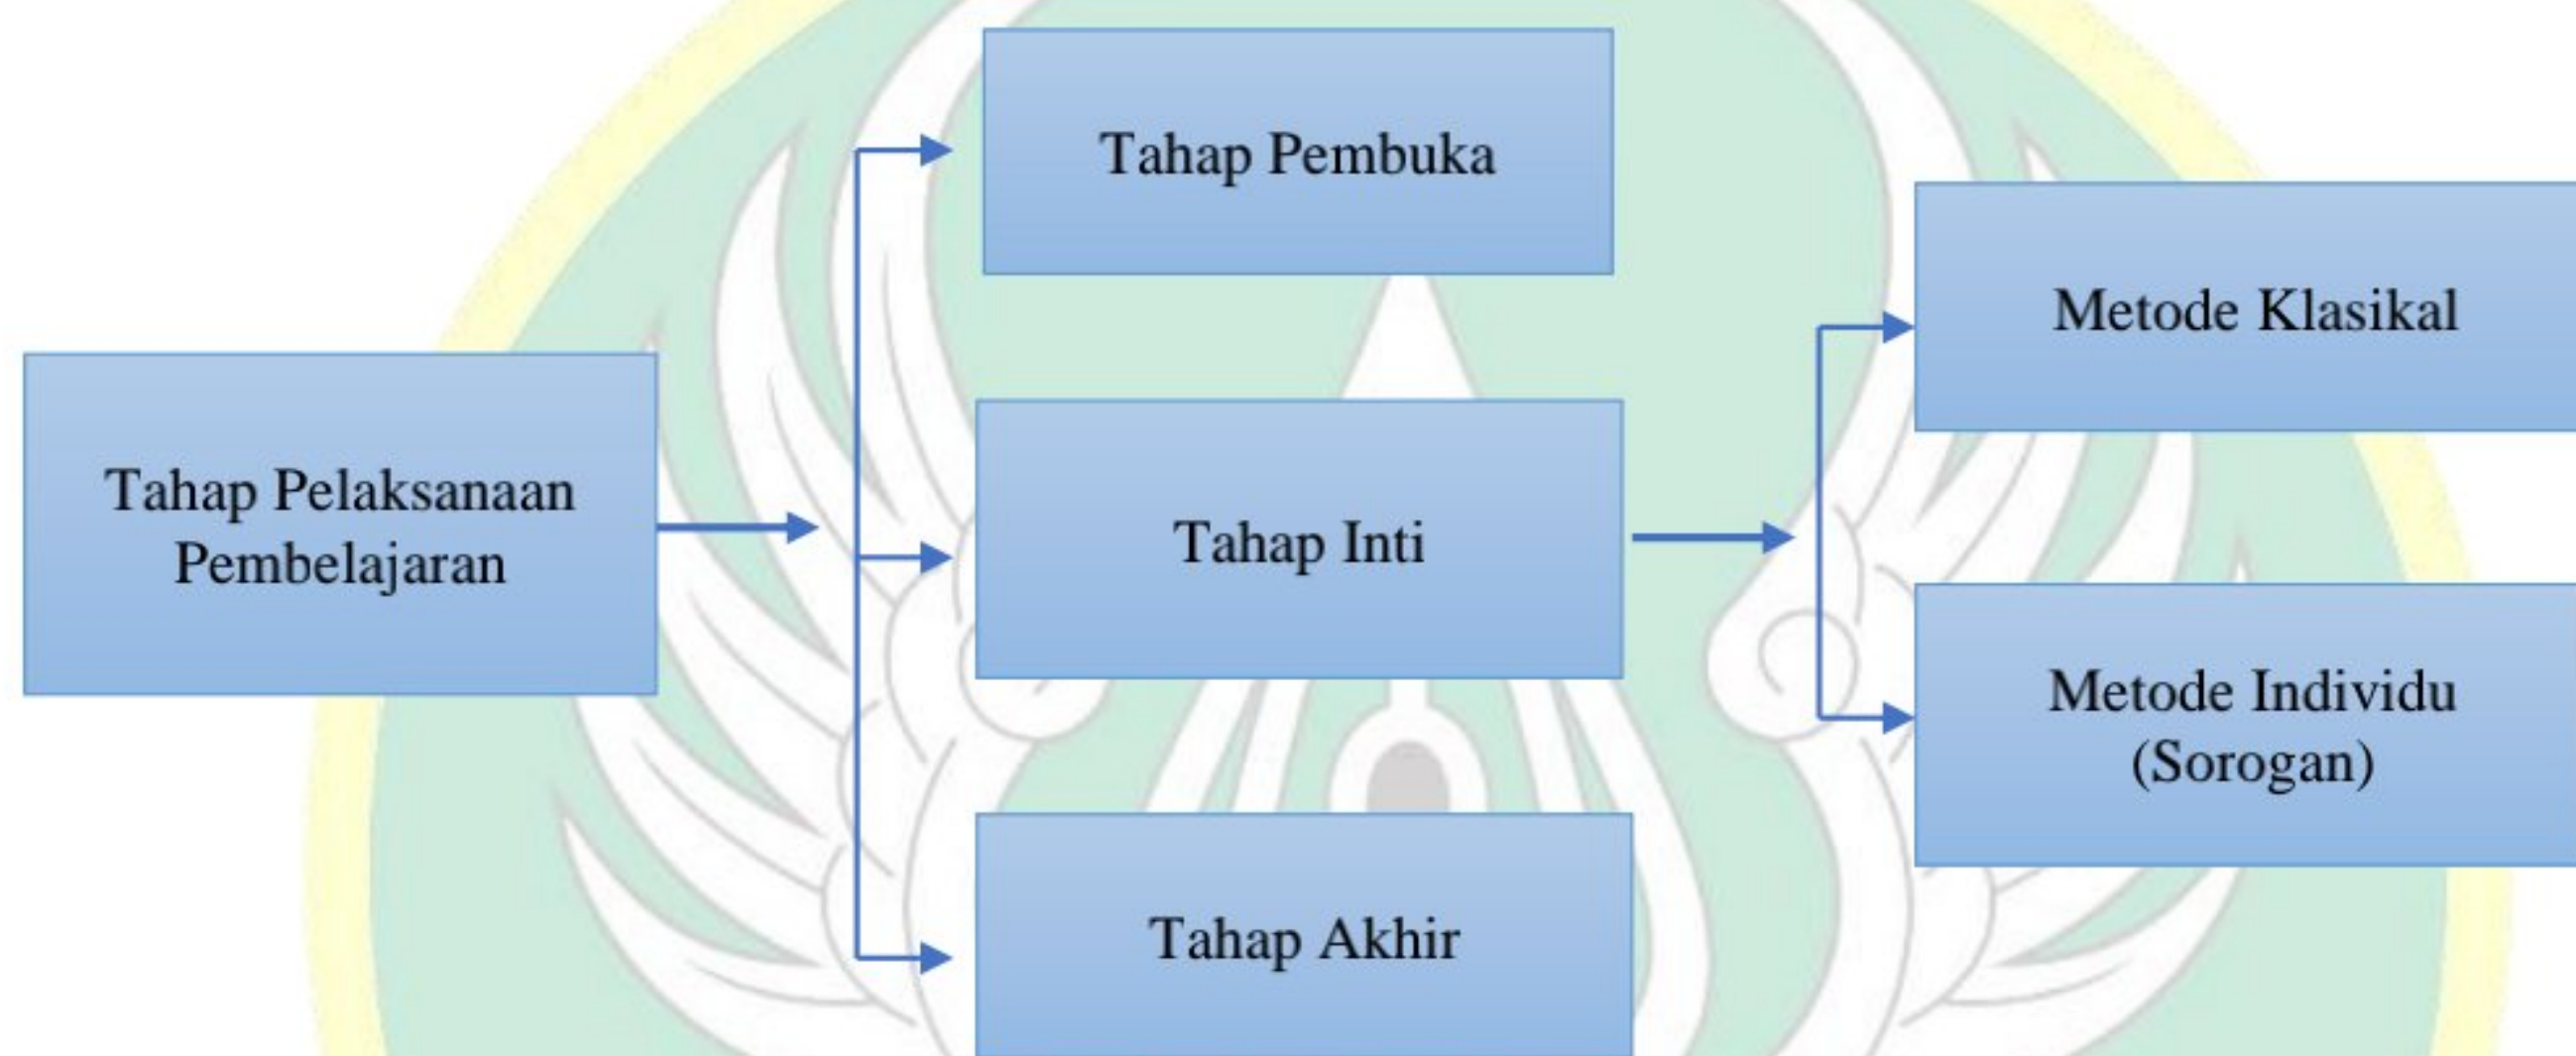 Tahap Pembuka
Metode Klasikal
Tahap Pelaksanaan
Pembelajaran
Tahap Inti
Metode Individu
(Sorogan)
Tahap Akhir